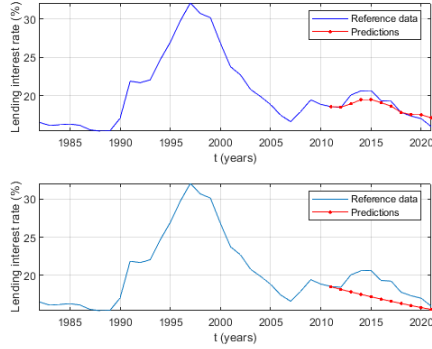 Lending interest rate (%)
30
25
20
Reference data
Predictions
1985 1990 1995 2000 2005 2010 2015 2020
t (years)
Lending interest rate (%)
30
25
20
Reference data
Predictions
1985 1990 1995 2000 2005 2010 2015 2020
t (years)